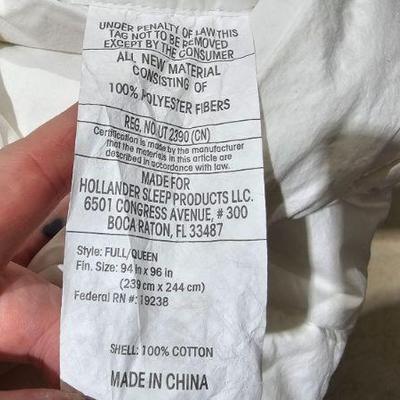 UNDER PENALTY OF LAW THIS
TAG NOT TO BE REMOVED
EXCEPT BY THE CONSUMER
ALL NEW MATERIAL
CONSISTING OF
100% POLYESTER FIBERS
REG. NO. UT 2390 (CN)
Certification is made by the manufacturer
that the materials in this article are
described in accordance with law.
MADE FOR
HOLLANDER SLEEP PRODUCTS LLC.
6501 CONGRESS AVENUE, # 300
BOCA RATON, FL 33487
Style: FULL/QUEEN
Fin. Size: 94 in x 96 in
(239 cm x 244 cm)
Federal RN #: 19238
SHELL: 100% COTTON
MADE IN CHINA